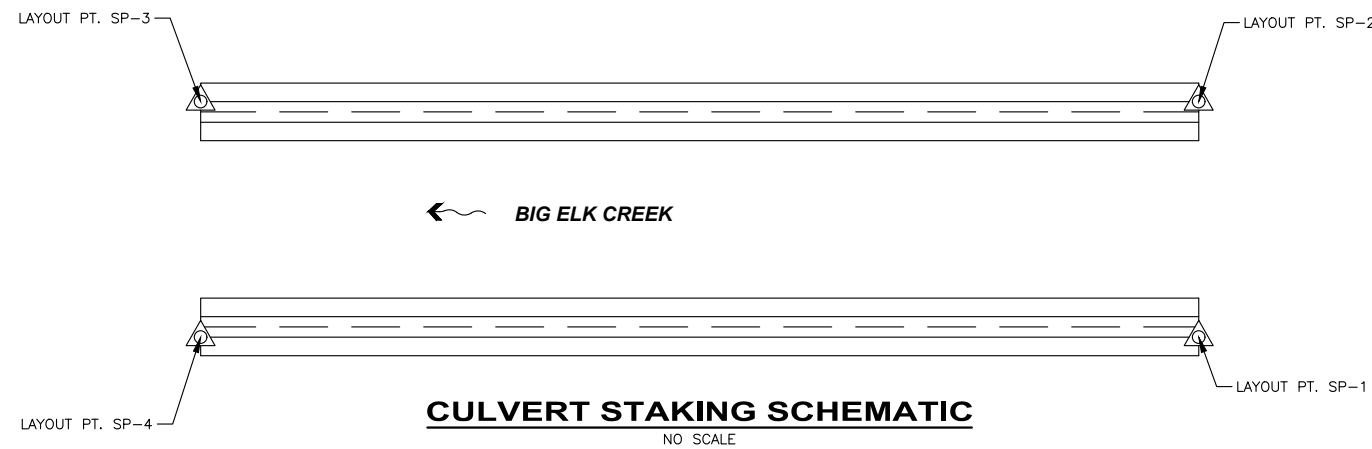 LAYOUT PT. SP-3
LAYOUT PT. SP-2
BIG ELK CREEK
LAYOUT PT. SP-1
LAYOUT PT. SP-4
CULVERT STAKING SCHEMATIC
NO SCALE